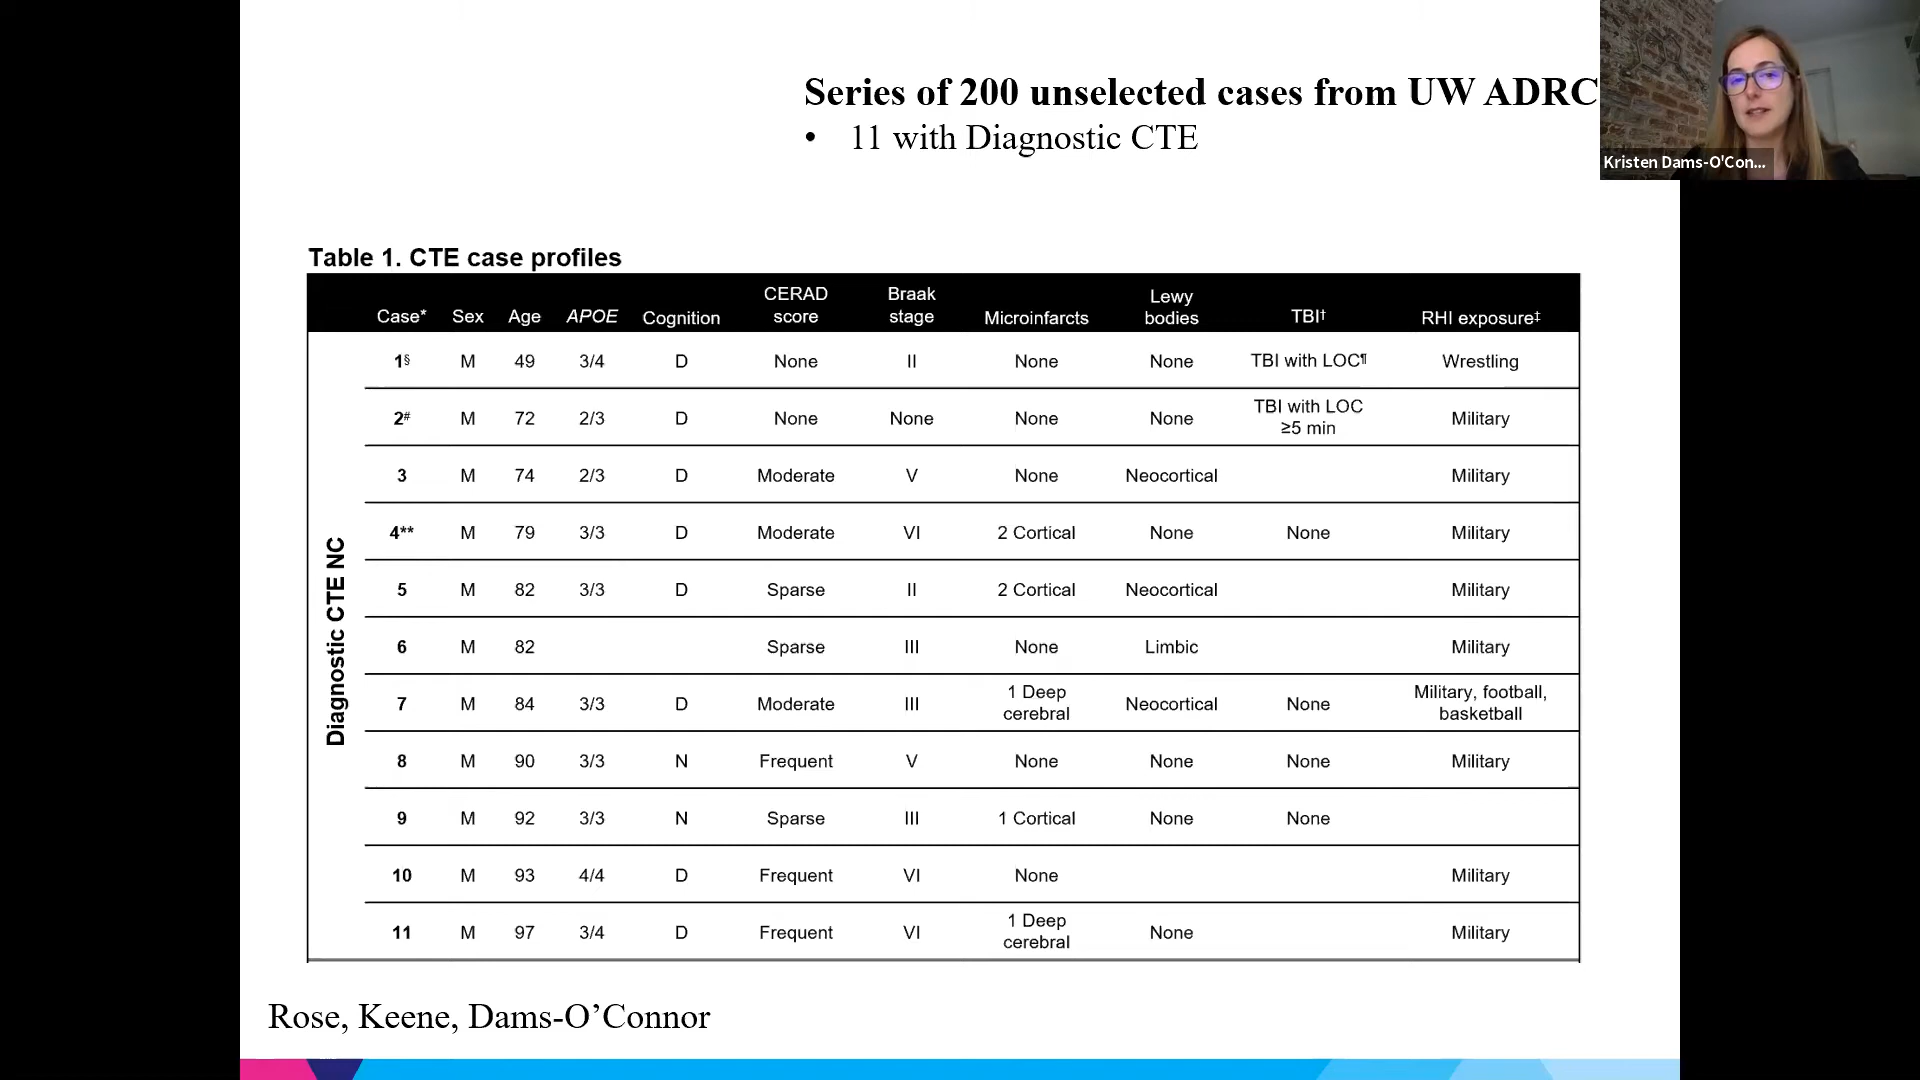 Series of 200 unselected cases from UW ADRC
• 11 with Diagnostic CTE
Kristen Dams-O'Con...
Table 1. CTE case profiles
Case* Sex Age APOE Cognition CERAD score Braak stage Microinfarcts Lewy bodies TBI† RHI exposure‡
Diagnostic CTE NC
1§ M 49 3/4 D None II None None TBI with LOC¶ Wrestling
2# M 72 2/3 D None None None None TBI with LOC ≥5 min Military
3 M 74 2/3 D Moderate V None Neocortical Military
4** M 79 3/3 D Moderate VI 2 Cortical None None Military
5 M 82 3/3 D Sparse II 2 Cortical Neocortical Military
6 M 82 Sparse III None Limbic Military
7 M 84 3/3 D Moderate III 1 Deep cerebral Neocortical None Military, football, basketball
8 M 90 3/3 N Frequent V None None None Military
9 M 92 3/3 N Sparse III 1 Cortical None None
10 M 93 4/4 D Frequent VI None Military
11 M 97 3/4 D Frequent VI 1 Deep cerebral None Military
Rose, Keene, Dams-O’Connor